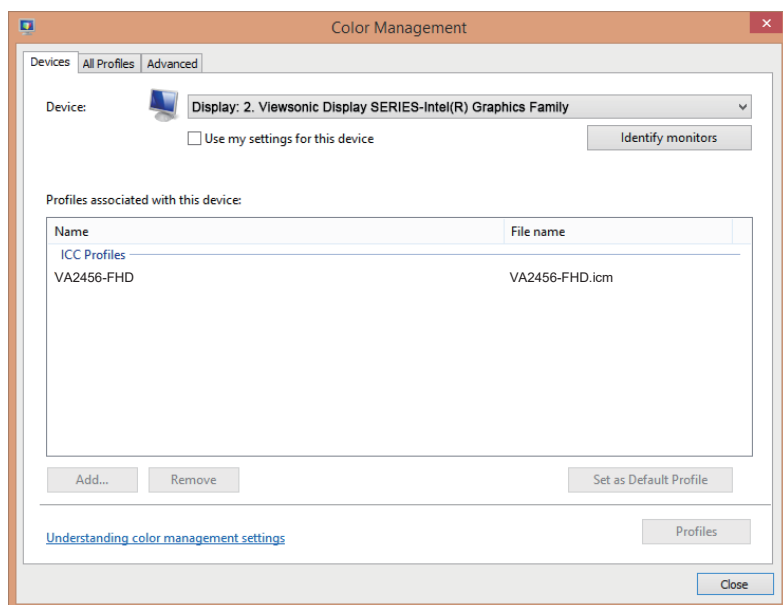 Color Management
Devices All Profiles Advanced
Device: Display: 2. Viewsonic Display SERIES-Intel(R) Graphics Family
Use my settings for this device Identify monitors
Profiles associated with this device:
Name File name
ICC Profiles
VA2456-FHD VA2456-FHD.icm
Add... Remove Set as Default Profile
Understanding color management settings Profiles
Close